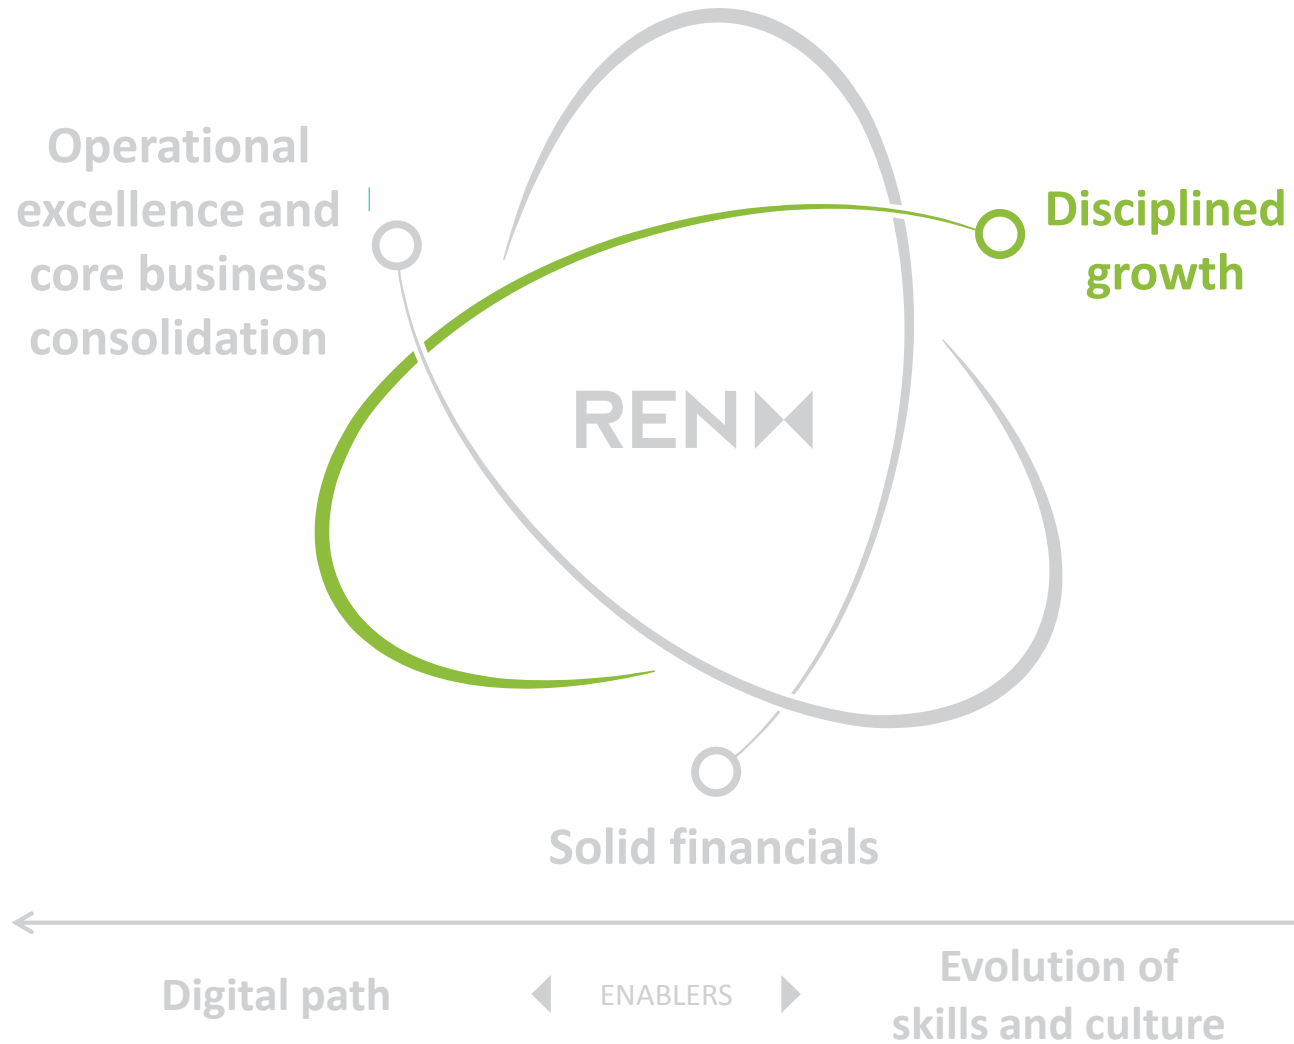 Operational
excellence and
core business
consolidation
Disciplined
growth
REN
Solid financials
Digital path
ENABLERS
Evolution of
skills and culture